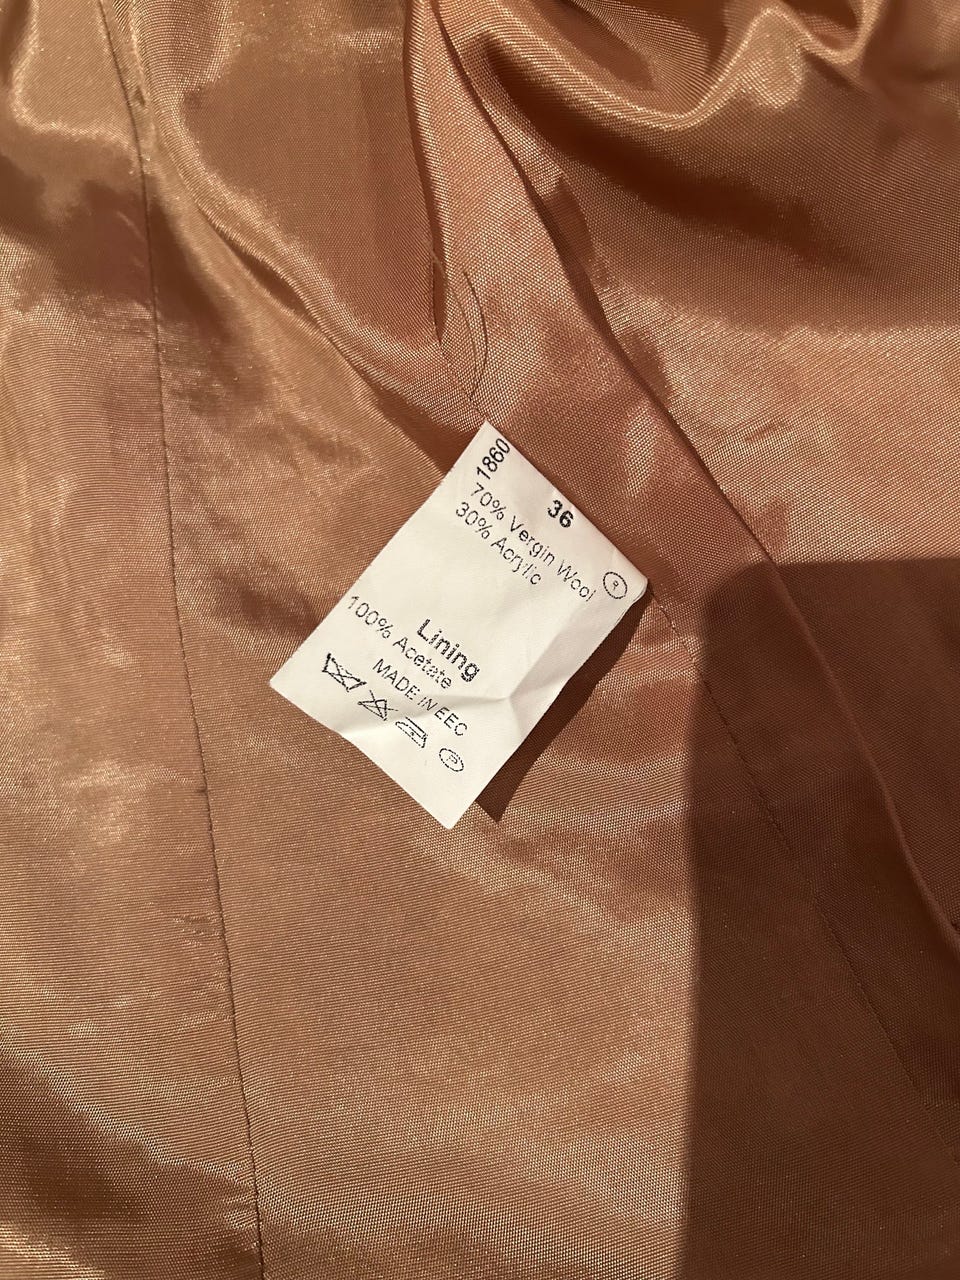 1860
36
70% Vergin Wool
30% Acrylic
Lining
100% Acetate
MADE IN EEC
P